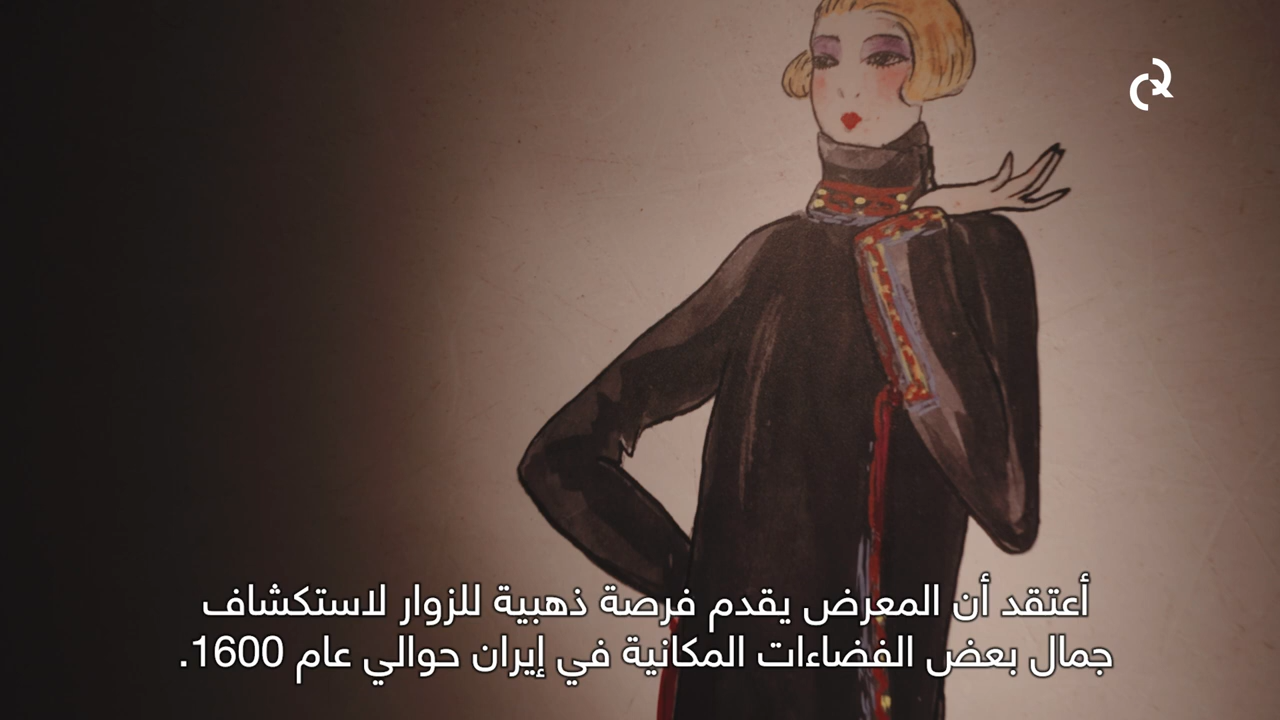 أعتقد أن المعرض يقدم فرصة ذهبية للزوار لاستكشاف
جمال بعض الفضاءات المكانية في إيران حوالي عام 1600.